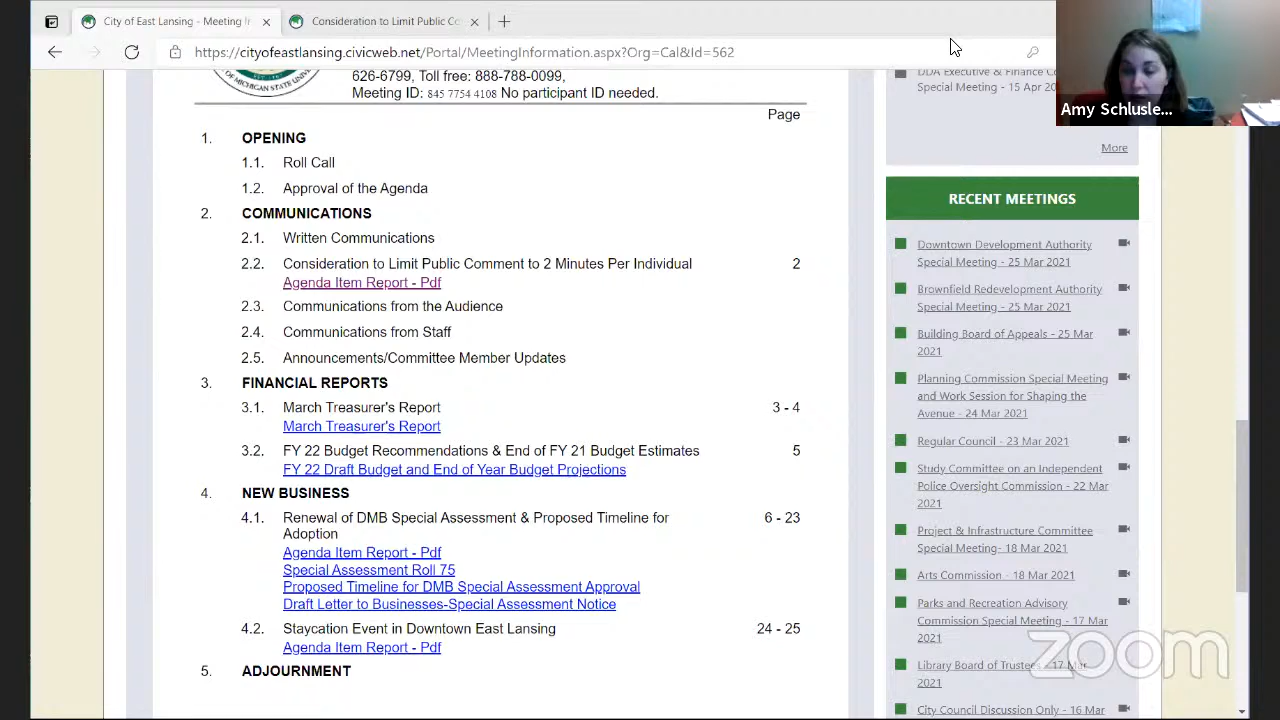 City of East Lansing - Meeting Ir
Consideration to Limit Public Co
https://cityofeastlansing.civicweb.net/Portal/MeetingInformation.aspx?Org=Cal&Id=562
Amy Schlusle...
626-6799, Toll free: 888-788-0099,
Meeting ID: 845 7754 4108 No participant ID needed.
Page
1. OPENING
1.1. Roll Call
1.2. Approval of the Agenda
2. COMMUNICATIONS
2.1. Written Communications
2.2. Consideration to Limit Public Comment to 2 Minutes Per Individual 2
Agenda Item Report - Pdf
2.3. Communications from the Audience
2.4. Communications from Staff
2.5. Announcements/Committee Member Updates
3. FINANCIAL REPORTS
3.1. March Treasurer's Report 3 - 4
March Treasurer's Report
3.2. FY 22 Budget Recommendations & End of FY 21 Budget Estimates 5
FY 22 Draft Budget and End of Year Budget Projections
4. NEW BUSINESS
4.1. Renewal of DMB Special Assessment & Proposed Timeline for 6 - 23
Adoption
Agenda Item Report - Pdf
Special Assessment Roll 75
Proposed Timeline for DMB Special Assessment Approval
Draft Letter to Businesses-Special Assessment Notice
4.2. Staycation Event in Downtown East Lansing 24 - 25
Agenda Item Report - Pdf
5. ADJOURNMENT
DDA Executive & Finance Co
Special Meeting - 15 Apr 20
More
RECENT MEETINGS
Downtown Development Authority
Special Meeting - 25 Mar 2021
Brownfield Redevelopment Authority
Special Meeting - 25 Mar 2021
Building Board of Appeals - 25 Mar
2021
Planning Commission Special Meeting
and Work Session for Shaping the
Avenue - 24 Mar 2021
Regular Council - 23 Mar 2021
Study Committee on an Independent
Police Oversight Commission - 22 Mar
2021
Project & Infrastructure Committee
Special Meeting- 18 Mar 2021
Arts Commission - 18 Mar 2021
Parks and Recreation Advisory
Commission Special Meeting - 17 Mar
2021
Library Board of Trustees - 17 Mar
2021
City Council Discussion Only - 16 Mar
zoom